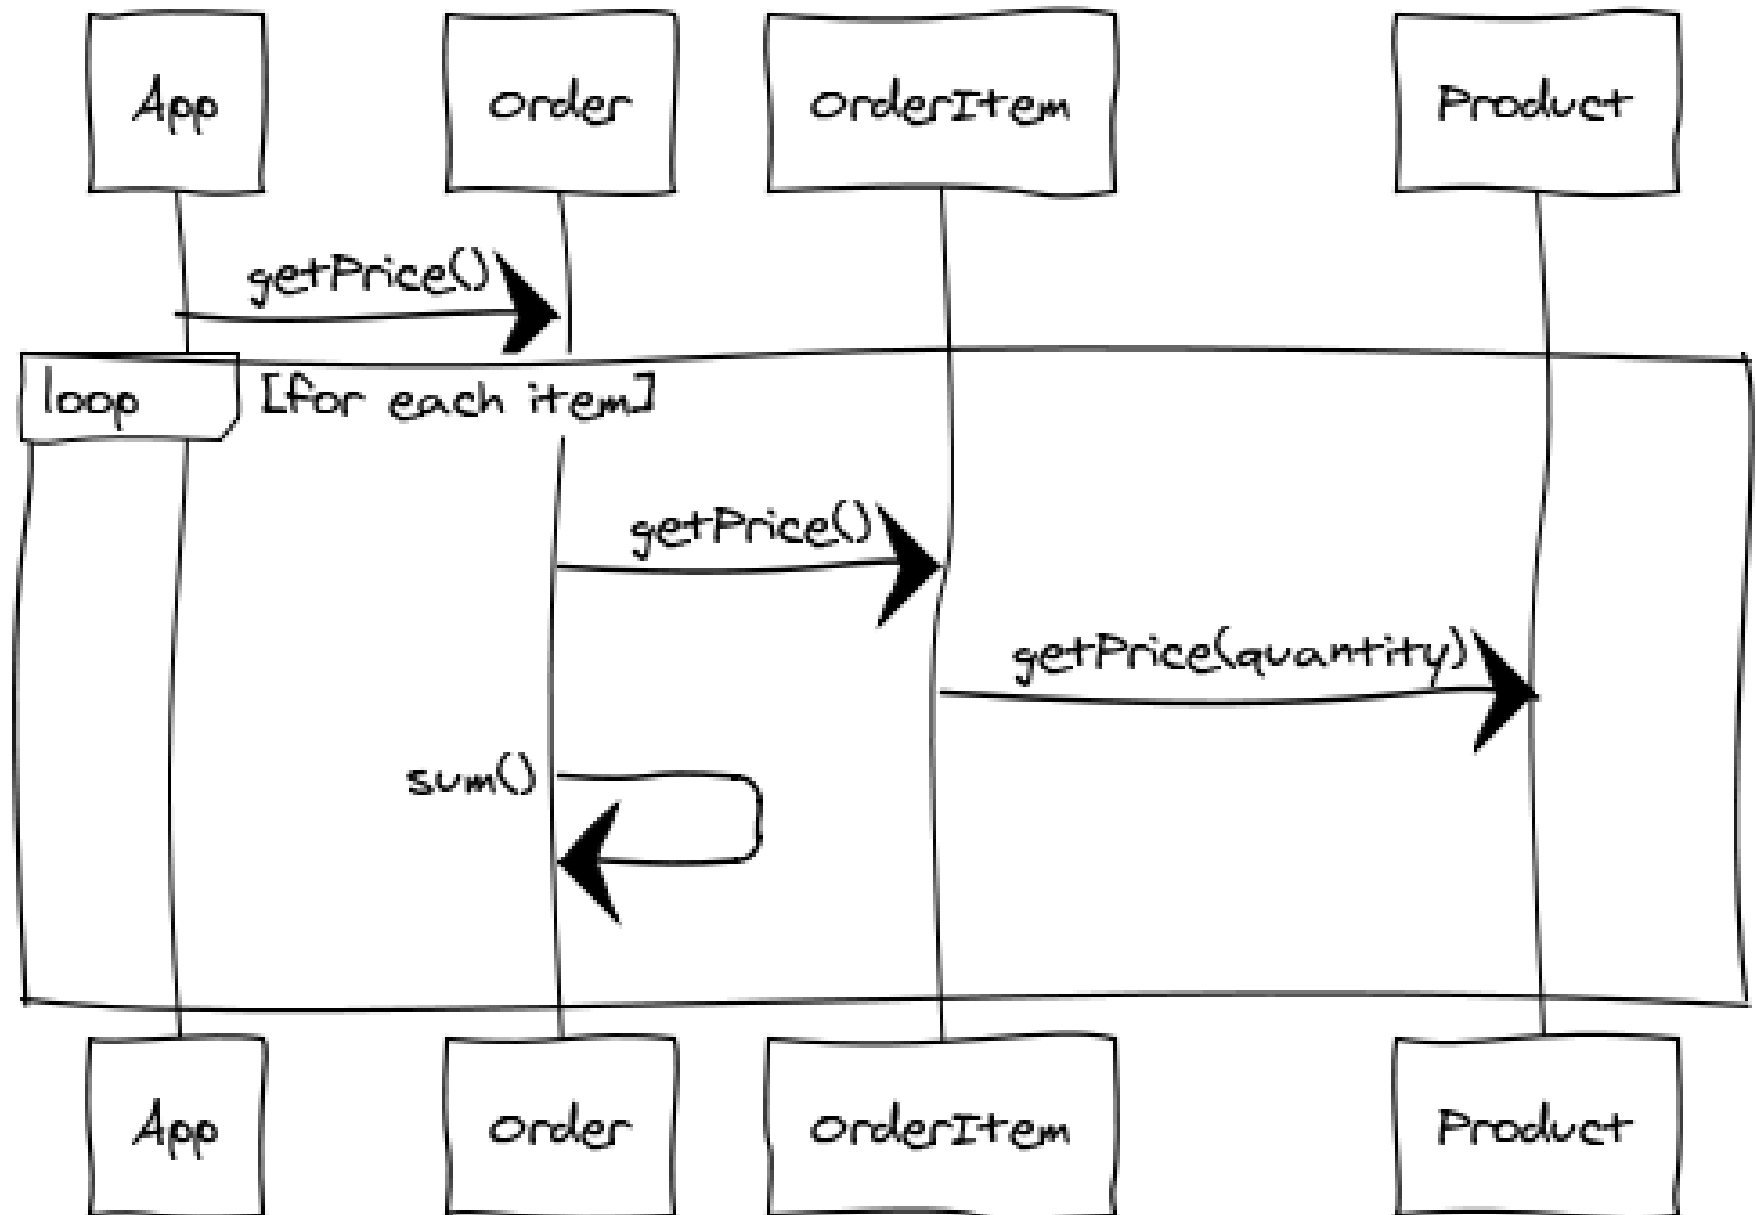 App
Order
OrderItem
Product
getPrice()
loop
[for each item]
getPrice()
getPrice(quantity)
sum()
App
Order
OrderItem
Product